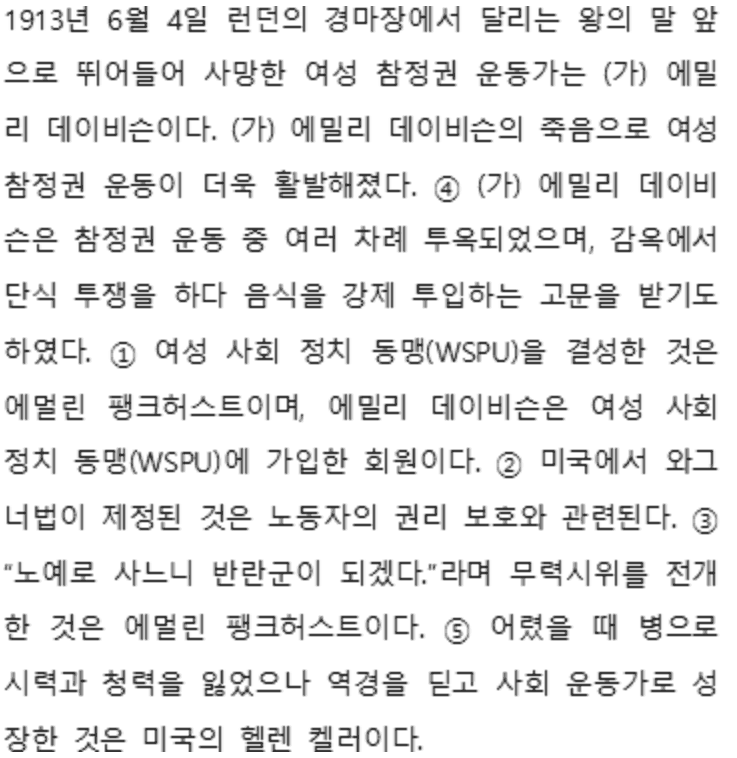 1913년 6월 4일 런던의 경마장에서 달리는 왕의 말 앞
으로 뛰어들어 사망한 여성 참정권 운동가는 (가) 에밀
리 데이비슨이다. (가) 에밀리 데이비슨의 죽음으로 여성
참정권 운동이 더욱 활발해졌다. ④ (가) 에밀리 데이비
슨은 참정권 운동 중 여러 차례 투옥되었으며, 감옥에서
단식 투쟁을 하다 음식을 강제 투입하는 고문을 받기도
하였다. ① 여성 사회 정치 동맹(WSPU)을 결성한 것은
에멀린 팽크허스트이며, 에밀리 데이비슨은 여성 사회
정치 동맹(WSPU)에 가입한 회원이다. ② 미국에서 와그
너법이 제정된 것은 노동자의 권리 보호와 관련된다. ③
“노예로 사느니 반란군이 되겠다.”라며 무력시위를 전개
한 것은 에멀린 팽크허스트이다. ⑤ 어렸을 때 병으로
시력과 청력을 잃었으나 역경을 딛고 사회 운동가로 성
장한 것은 미국의 헬렌 켈러이다.